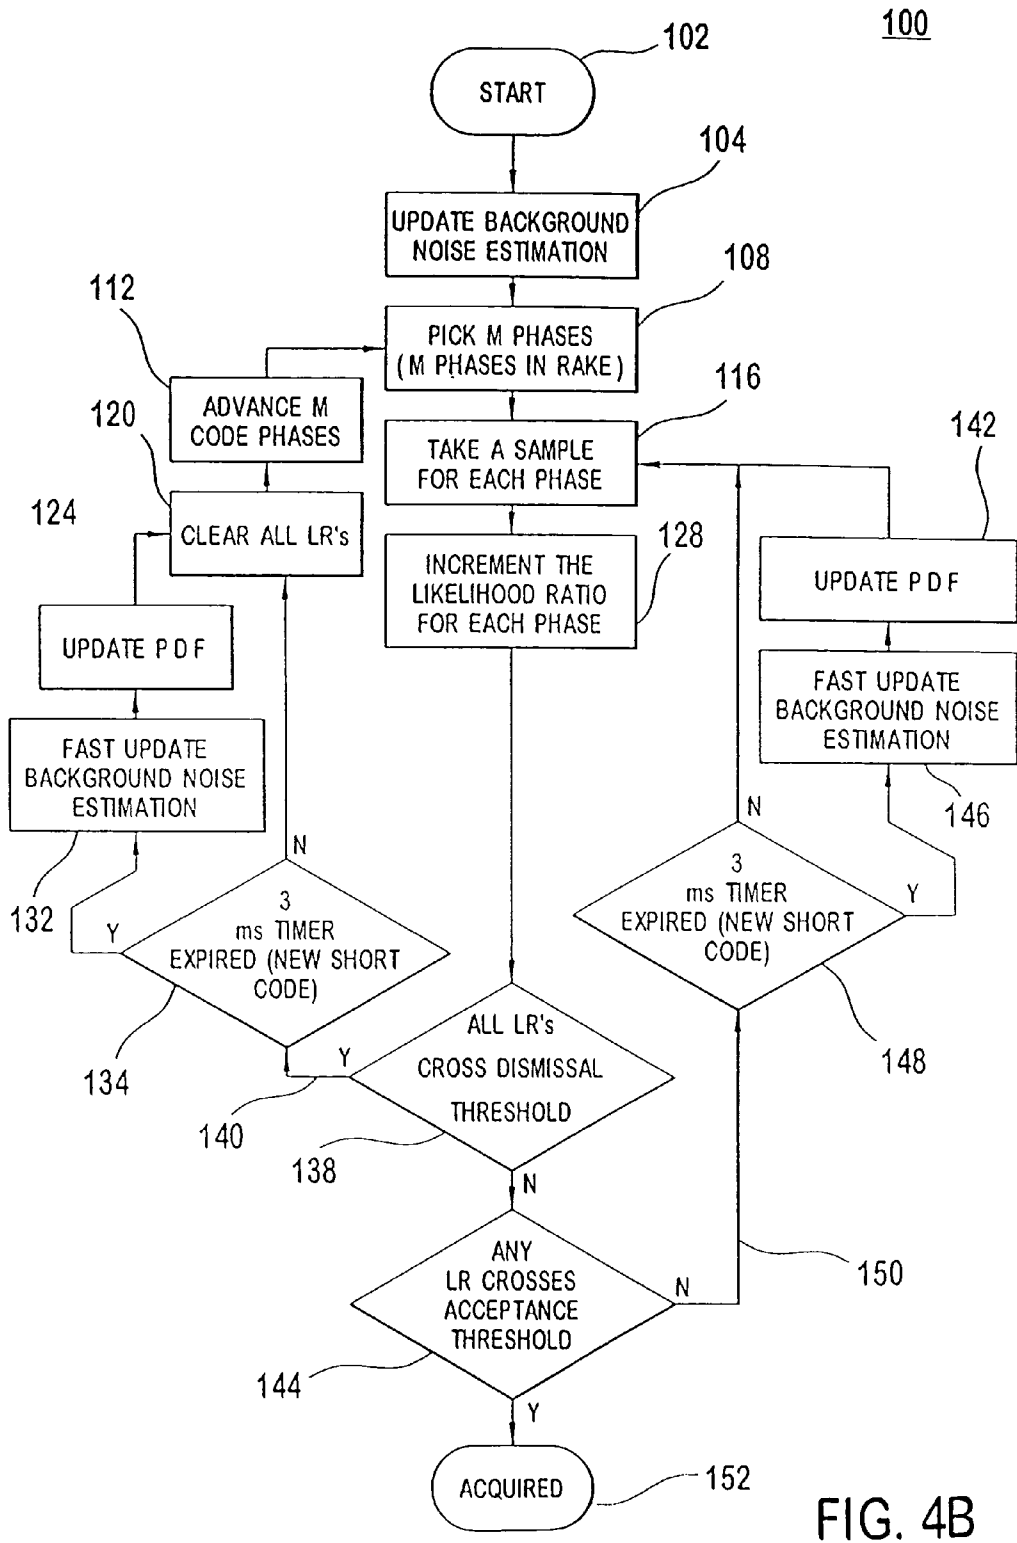 100
102
START
104
UPDATE BACKGROUND
NOISE ESTIMATION
108
112
PICK M PHASES
(M PHASES IN RAKE)
116
ADVANCE M
CODE PHASES
120
TAKE A SAMPLE
FOR EACH PHASE
142
124
CLEAR ALL LR's
128
INCREMENT THE
LIKELIHOOD RATIO
FOR EACH PHASE
UPDATE PDF
UPDATE PDF
FAST UPDATE
BACKGROUND NOISE
ESTIMATION
FAST UPDATE
BACKGROUND NOISE
ESTIMATION
146
132
N
N
3
ms TIMER
EXPIRED (NEW SHORT
CODE)
Y
Y
3
ms TIMER
EXPIRED (NEW SHORT
CODE)
134
148
ALL LR's
CROSS DISMISSAL
THRESHOLD
Y
140
138
N
ANY
LR CROSSES
ACCEPTANCE
THRESHOLD
N
150
144
Y
ACQUIRED
152
FIG. 4B